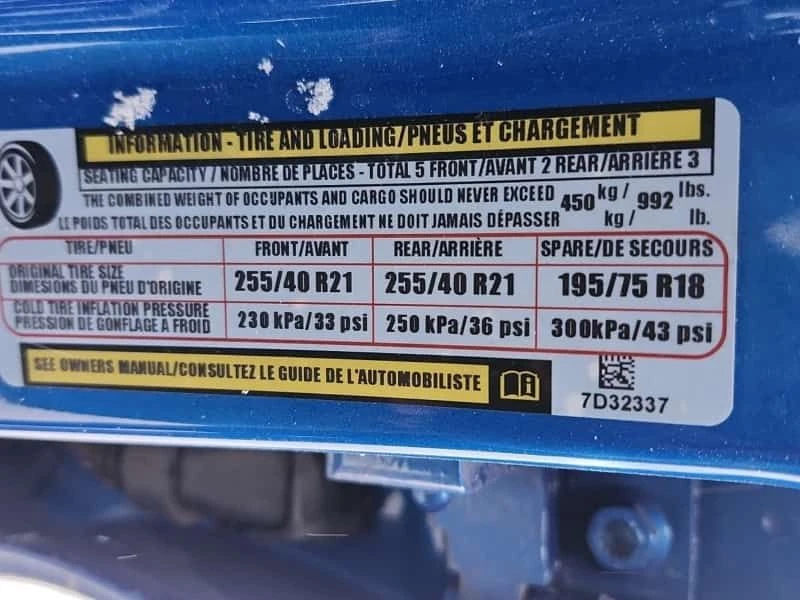 INFORMATION - TIRE AND LOADING/PNEUS ET CHARGEMENT
SEATING CAPACITY / NOMBRE DE PLACES - TOTAL 5 FRONT/AVANT 2 REAR/ARRIÈRE 3
THE COMBINED WEIGHT OF OCCUPANTS AND CARGO SHOULD NEVER EXCEED 450 kg / 992 lbs.
LE POIDS TOTAL DES OCCUPANTS ET DU CHARGEMENT NE DOIT JAMAIS DÉPASSER kg / lb.
TIRE/PNEU FRONT/AVANT REAR/ARRIÈRE SPARE/DE SECOURS
ORIGINAL TIRE SIZE
DIMESIONS DU PNEU D'ORIGINE 255/40 R21 255/40 R21 195/75 R18
COLD TIRE INFLATION PRESSURE
PRESSION DE GONFLAGE A FROID 230 kPa/33 psi 250 kPa/36 psi 300kPa/43 psi
SEE OWNERS MANUAL/CONSULTEZ LE GUIDE DE L'AUTOMOBILISTE
7D32337